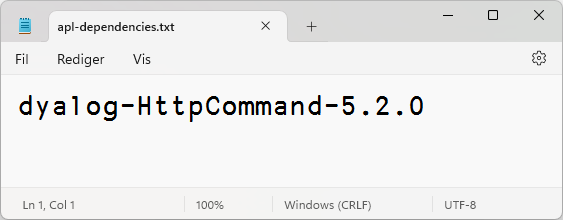 apl-dependencies.txt
Fil Rediger Vis
dyalog-HttpCommand-5.2.0
Ln 1, Col 1 100% Windows (CRLF) UTF-8